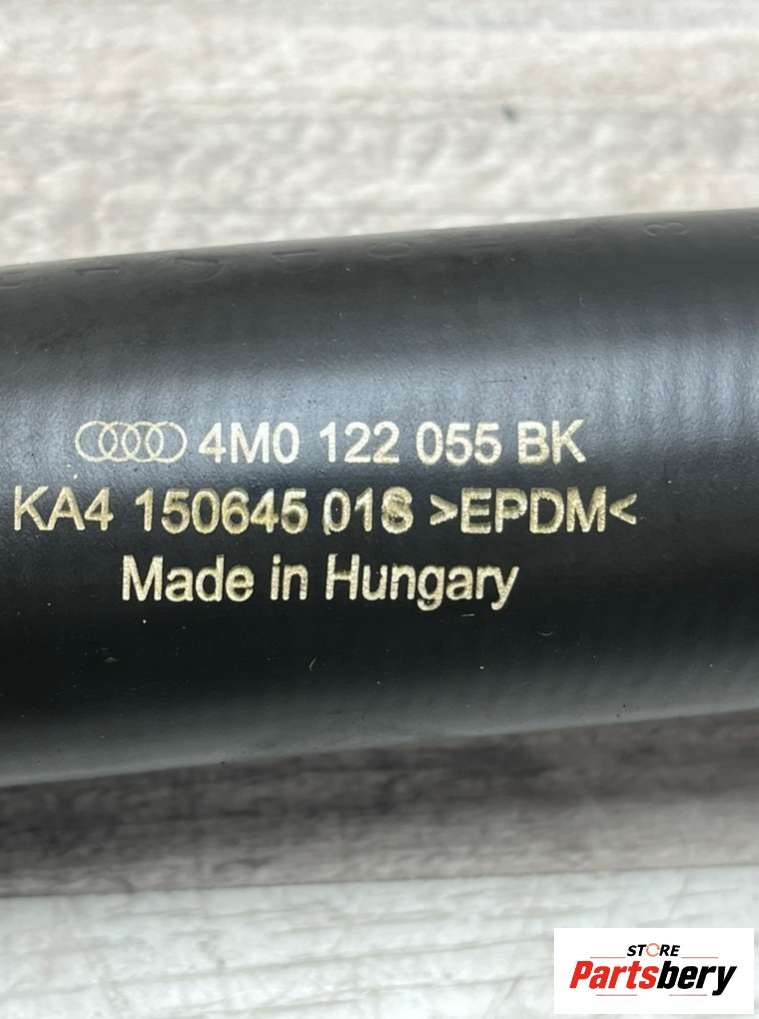 4M0 122 055 BK
KA4 150645 018 >EPDM<
Made in Hungary
STORE
Partsbery